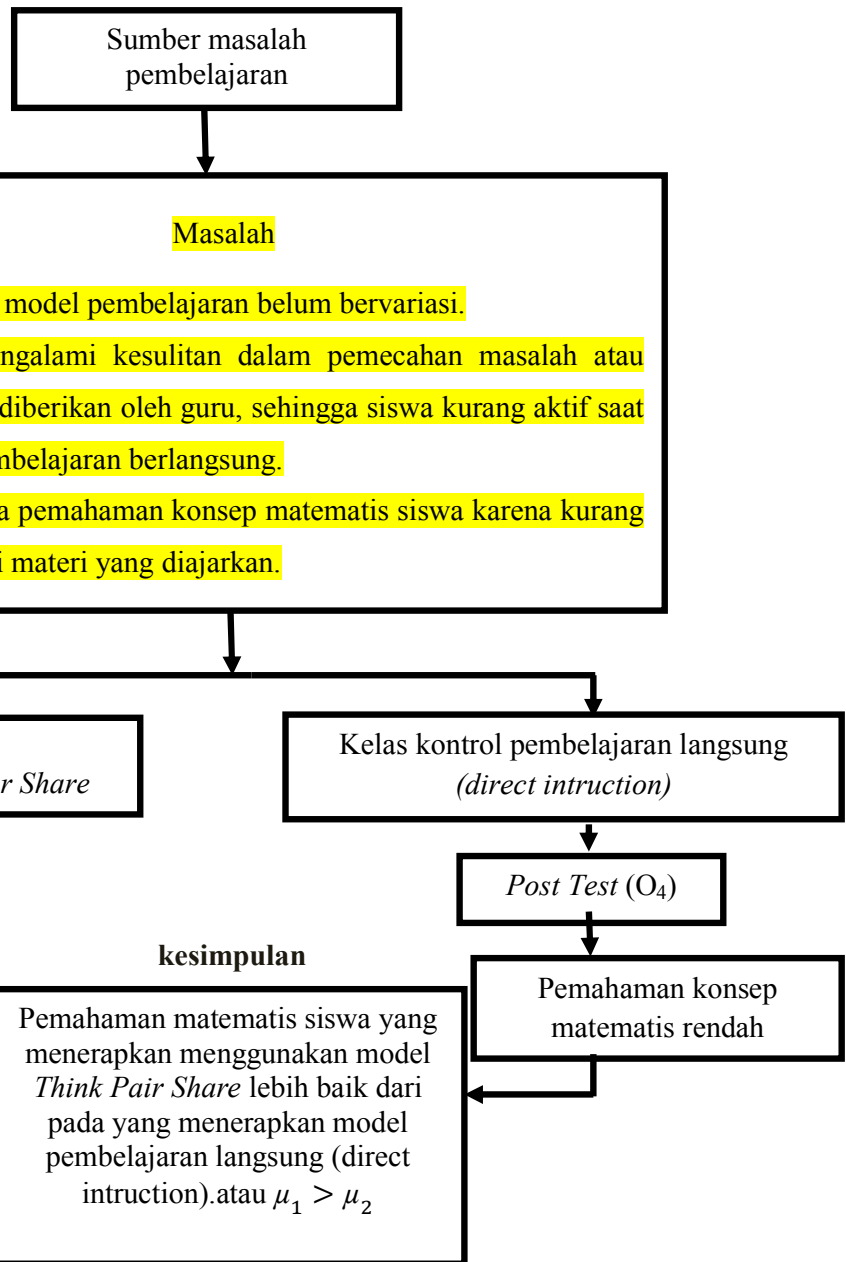 Sumber masalah
pembelajaran
Masalah
model pembelajaran belum bervariasi.
ngalami kesulitan dalam pemecahan masalah atau
diberikan oleh guru, sehingga siswa kurang aktif saat
mbelajaran berlangsung.
a pemahaman konsep matematis siswa karena kurang
i materi yang diajarkan.
r Share
Kelas kontrol pembelajaran langsung
(direct intruction)
Post Test (O₄)
kesimpulan
Pemahaman konsep
matematis rendah
Pemahaman matematis siswa yang
menerapkan menggunakan model
Think Pair Share lebih baik dari
pada yang menerapkan model
pembelajaran langsung (direct
intruction).atau μ₁ > μ₂